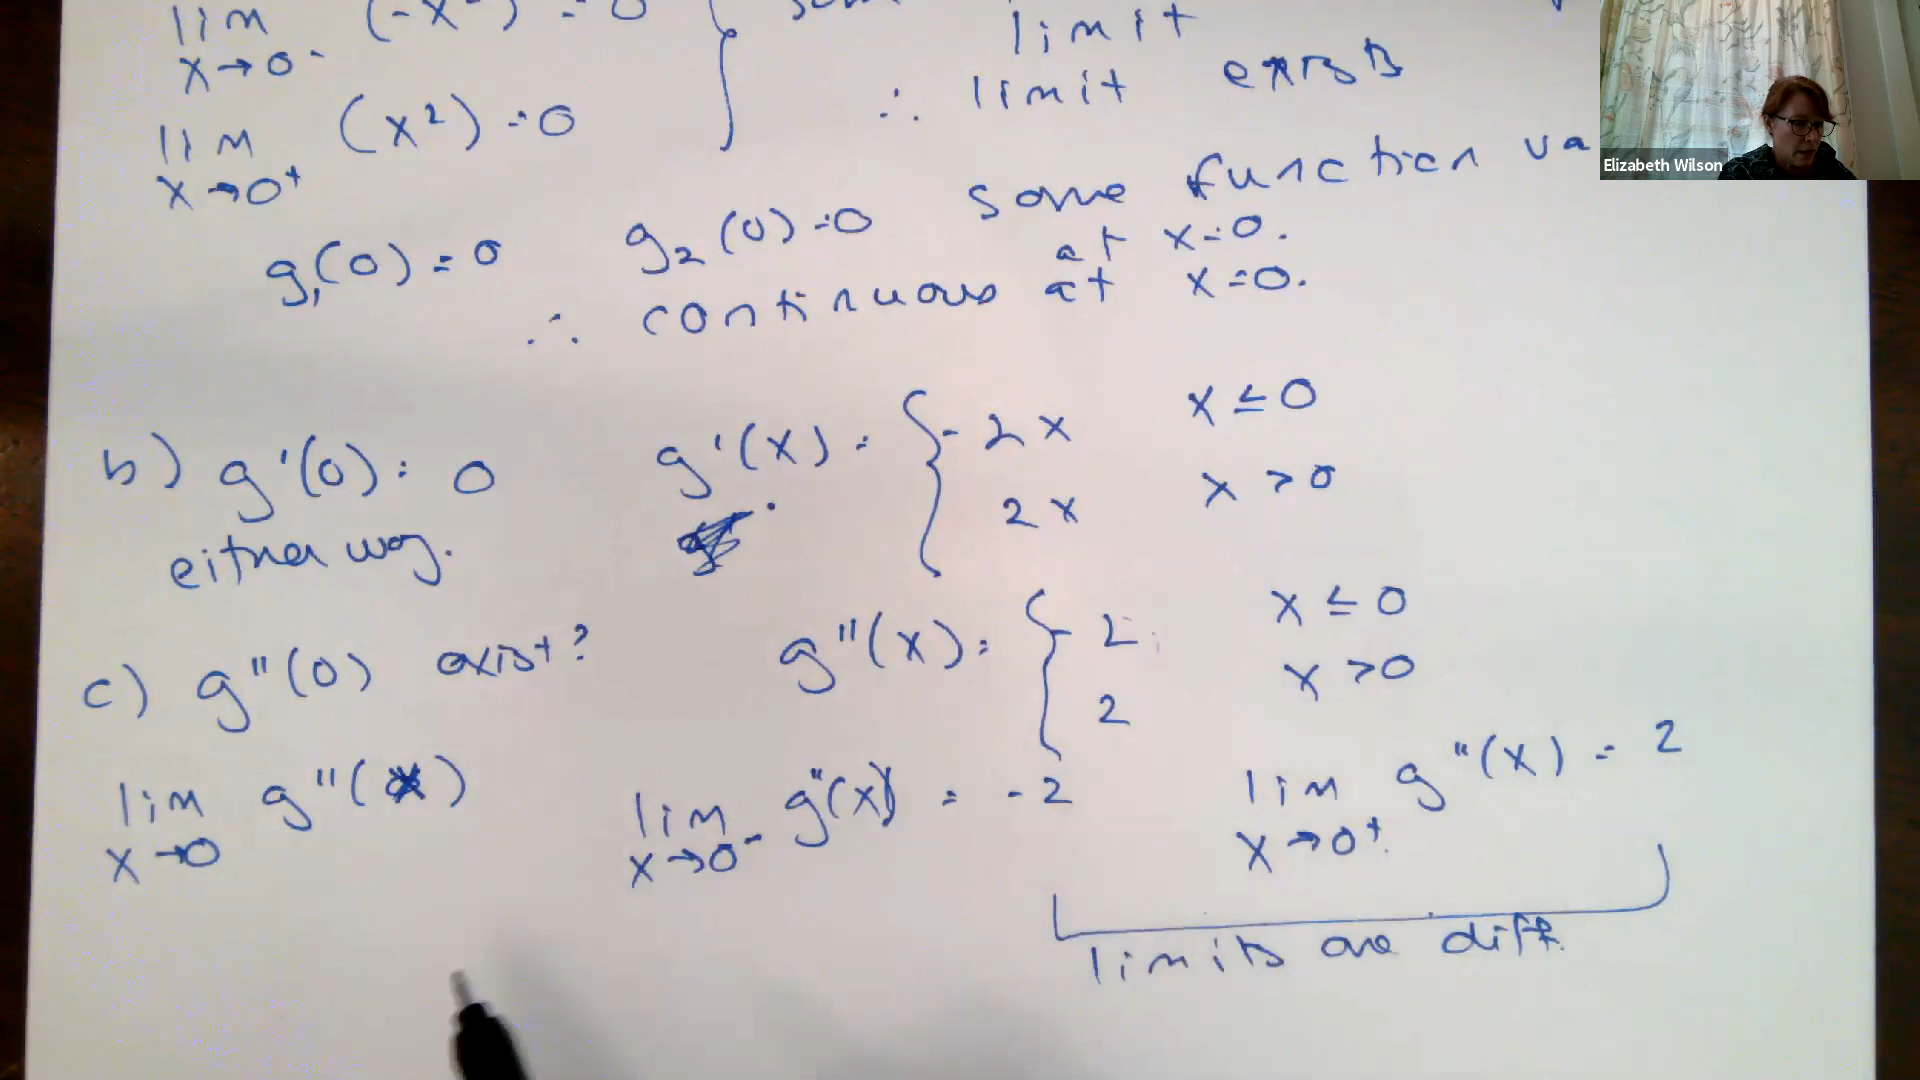 lim (-x²) = 0
x→0⁻
limit
∴ limit exists
lim (x²) = 0
x→0⁺
Elizabeth Wilson
g₁(0) = 0 g₂(0) = 0 same function va
at x=0.
∴ continuous at x=0.
b) g'(0) = 0 g'(x) = { -2x x ≤ 0
2x x > 0
either way.
c) g"(0) exist? g"(x) = { -2 x ≤ 0
2 x > 0
lim g"(x) lim g"(x) = -2 lim g"(x) = 2
x→0 x→0⁻ x→0⁺
limits are diff.